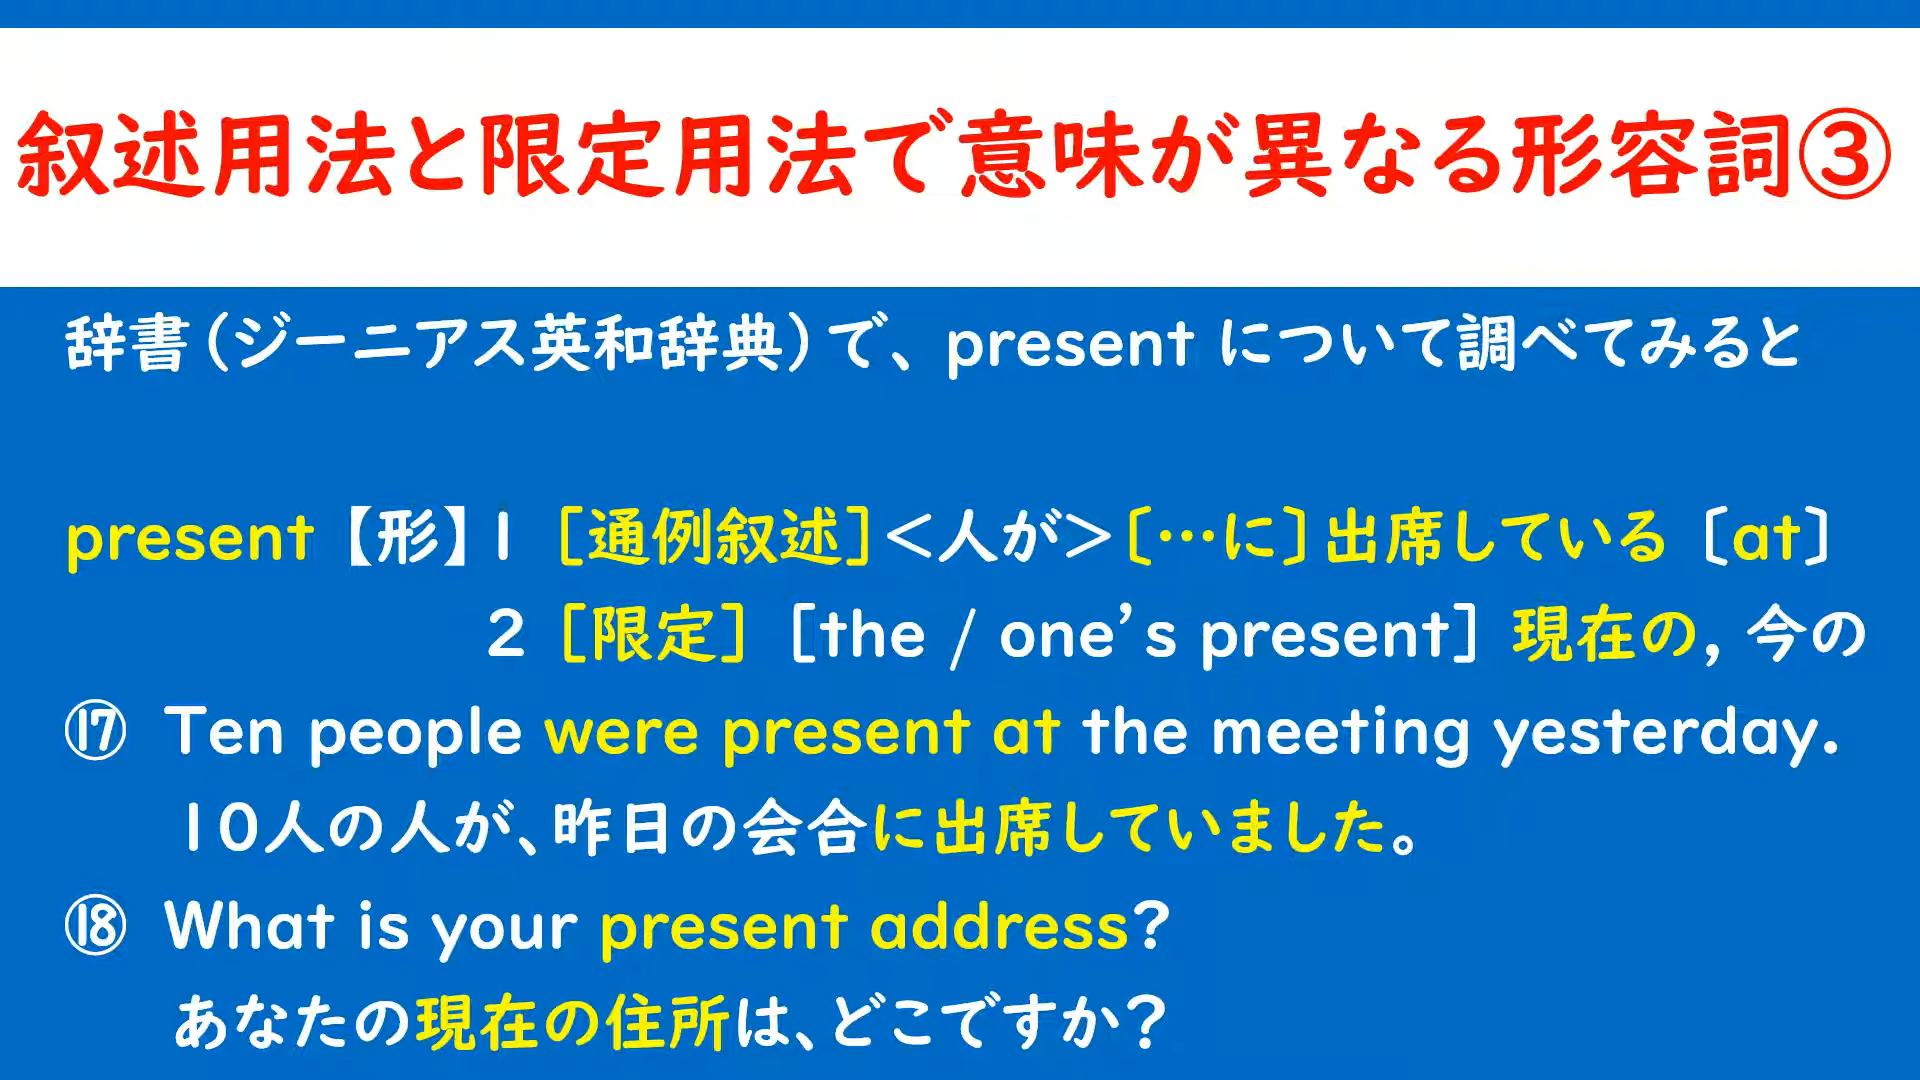 叙述用法と限定用法で意味が異なる形容詞③
辞書(ジーニアス英和辞典)で、present について調べてみると
present【形】1 [通例叙述]<人が>〔…に〕出席している〔at〕
2 [限定] [the / one's present] 現在の, 今の
⑰ Ten people were present at the meeting yesterday.
10人の人が、昨日の会合に出席していました。
⑱ What is your present address?
あなたの現在の住所は、どこですか?